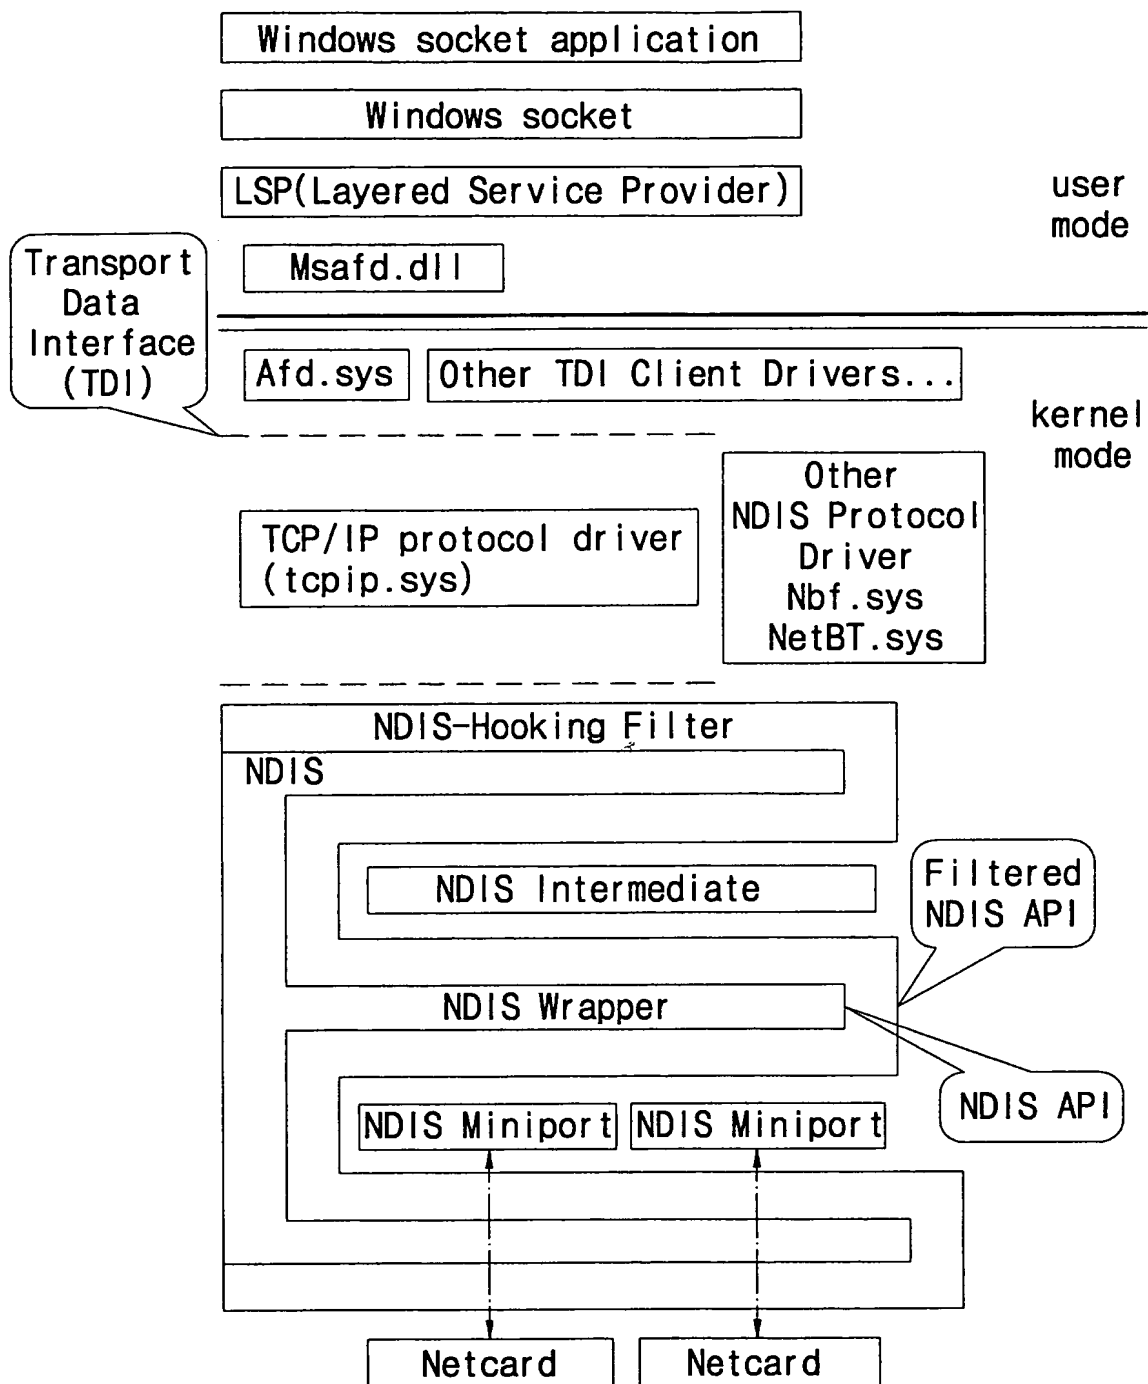 Windows socket application
Windows socket
LSP(Layered Service Provider)
user
mode
Msafd.dll
Transport
Data
Interface
(TDI)
Afd.sys
Other TDI Client Drivers...
kernel
mode
Other
NDIS Protocol
Driver
Nbf.sys
NetBT.sys
TCP/IP protocol driver
(tcpip.sys)
NDIS-Hooking Filter
NDIS
NDIS Intermediate
Filtered
NDIS API
NDIS Wrapper
NDIS API
NDIS Miniport
NDIS Miniport
Netcard
Netcard